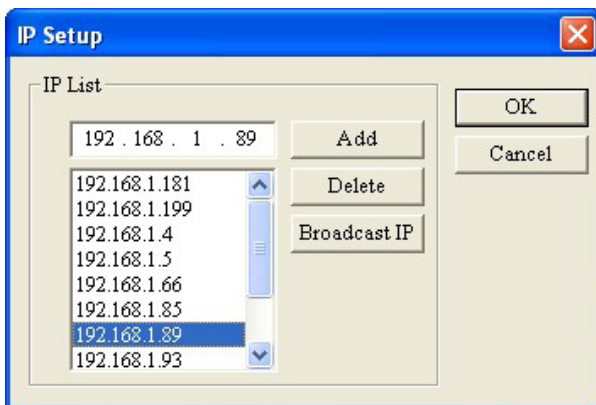 IP Setup
IP List
192 . 168 . 1 . 89
Add
OK
Cancel
192.168.1.181
192.168.1.199
192.168.1.4
192.168.1.5
192.168.1.66
192.168.1.85
192.168.1.89
192.168.1.93
Delete
Broadcast IP